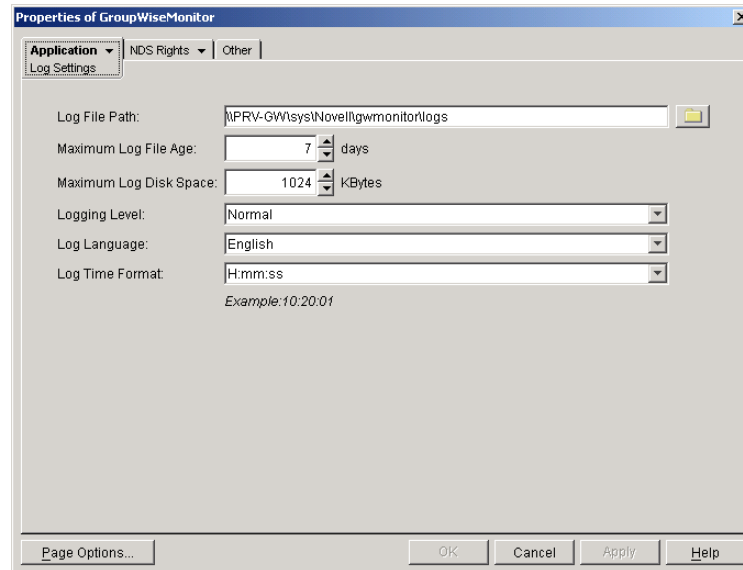 Properties of GroupWiseMonitor
Application NDS Rights Other
Log Settings
Log File Path: \\PRV-GW\sys\Novell\gwmonitor\logs
Maximum Log File Age: 7 days
Maximum Log Disk Space: 1024 KBytes
Logging Level: Normal
Log Language: English
Log Time Format: H:mm:ss
Example:10:20:01
Page Options... OK Cancel Apply Help